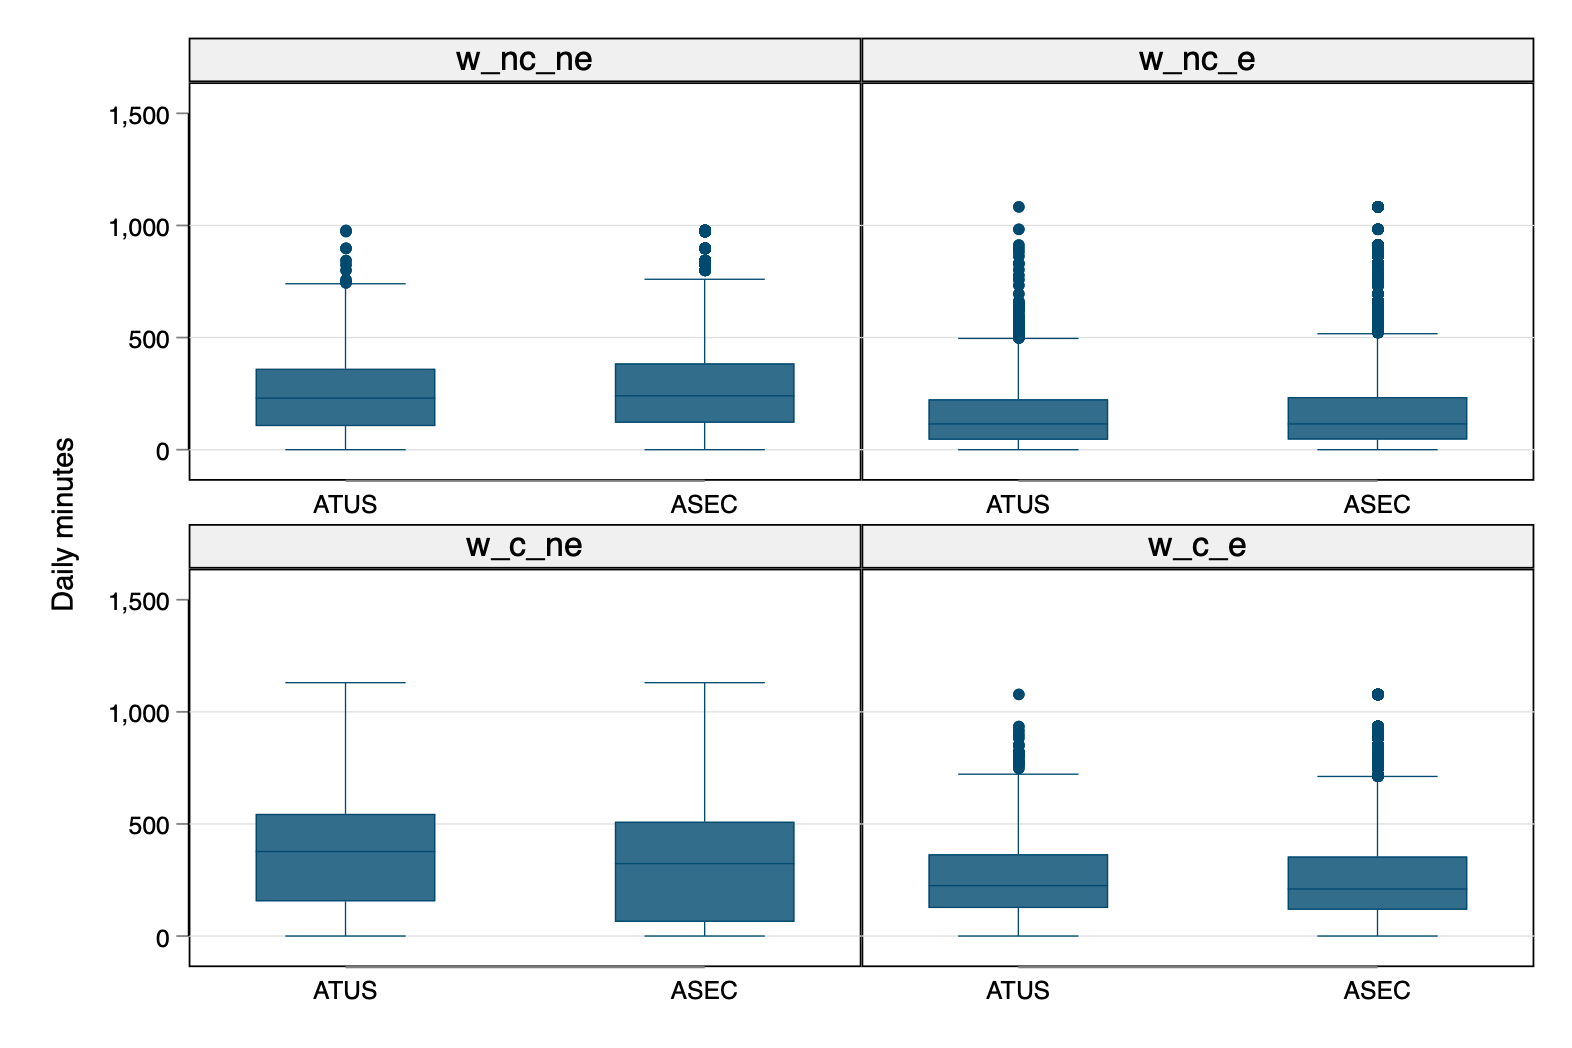 Daily minutes
w_nc_ne
w_nc_e
1,500
1,000
500
0
ATUS
ASEC
ATUS
ASEC
w_c_ne
w_c_e
1,500
1,000
500
0
ATUS
ASEC
ATUS
ASEC